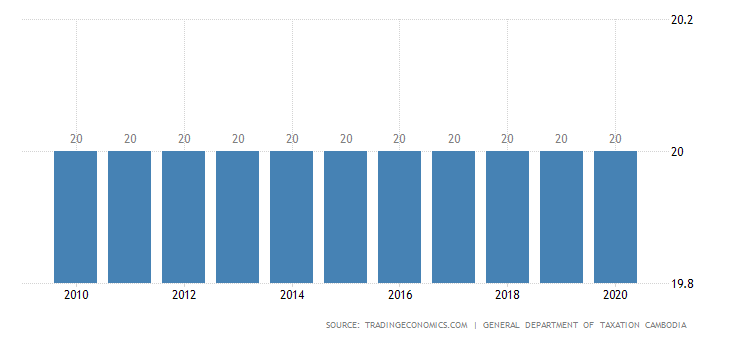 20.2
20 20 20 20 20 20 20 20 20 20 20
20
19.8
2010 2012 2014 2016 2018 2020
SOURCE: TRADINGECONOMICS.COM | GENERAL DEPARTMENT OF TAXATION CAMBODIA